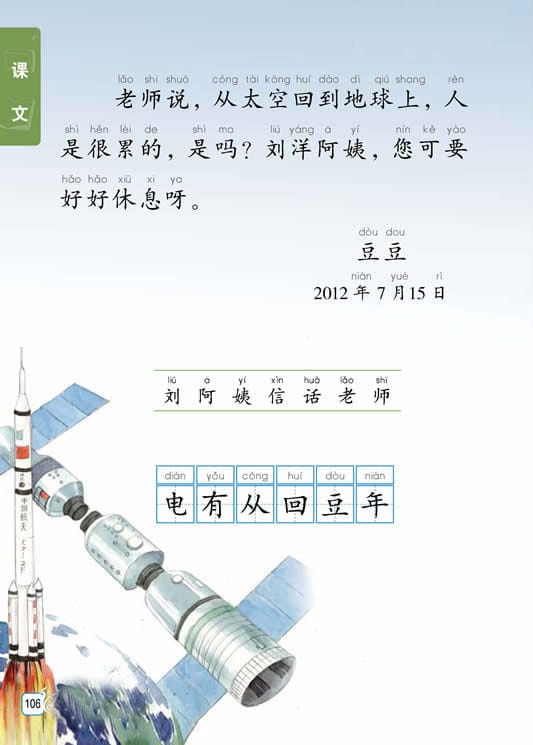 课文
lǎo shī shuō cóng tài kōng huí dào dì qiú shang rén
老师说，从太空回到地球上，人
shì hěn lèi de shì ma liú yáng ā yí nín kě yào
是很累的，是吗？刘洋阿姨，您可要
hǎo hǎo xiū xi ya
好好休息呀。
dòu dou
豆豆
nián yuè rì
2012 年 7 月 15 日
liú ā yí xìn huà lǎo shī
刘 阿 姨 信 话 老 师
diàn yǒu cóng huí dòu nián
电 有 从 回 豆 年
中国航天
106